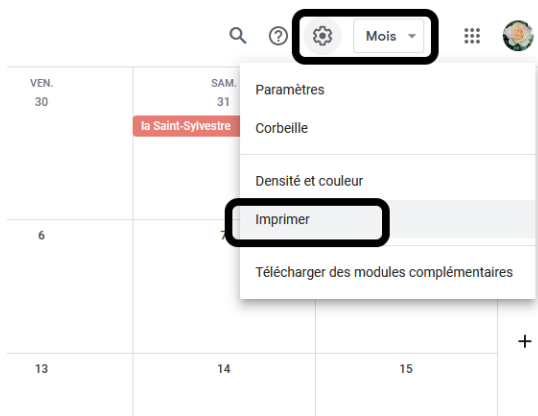 Mois
VEN.
30
SAM.
31
la Saint-Sylvestre
Paramètres
Corbeille
Densité et couleur
Imprimer
Télécharger des modules complémentaires
6
7
13
14
15